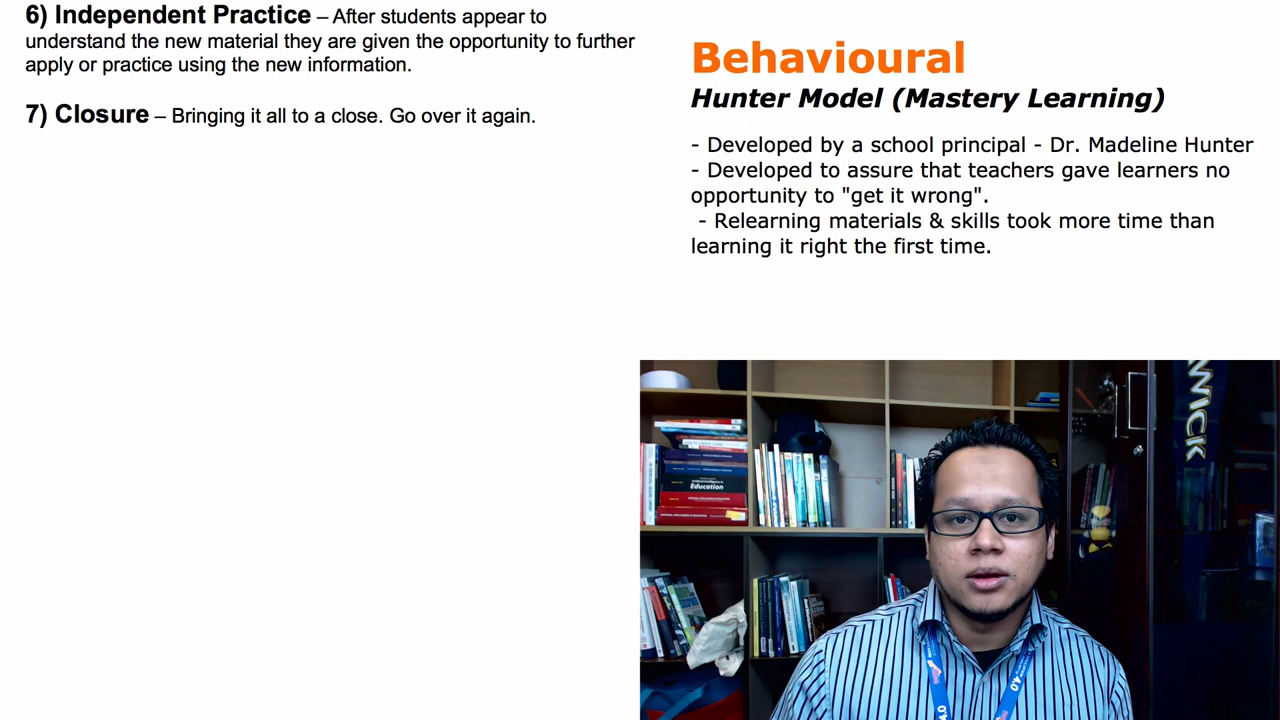 6) Independent Practice – After students appear to
understand the new material they are given the opportunity to further
apply or practice using the new information.
7) Closure – Bringing it all to a close. Go over it again.
Behavioural
Hunter Model (Mastery Learning)
- Developed by a school principal - Dr. Madeline Hunter
- Developed to assure that teachers gave learners no
opportunity to "get it wrong".
- Relearning materials & skills took more time than
learning it right the first time.
WICK
Education